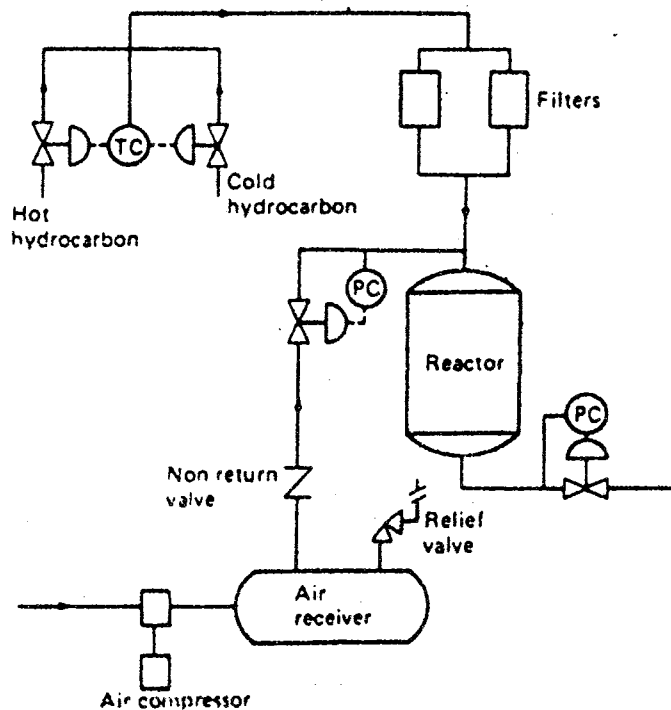 Filters
TC
Cold
hydrocarbon
Hot
hydrocarbon
PC
Reactor
PC
Non return
valve
Relief
valve
Air
receiver
Air compressor